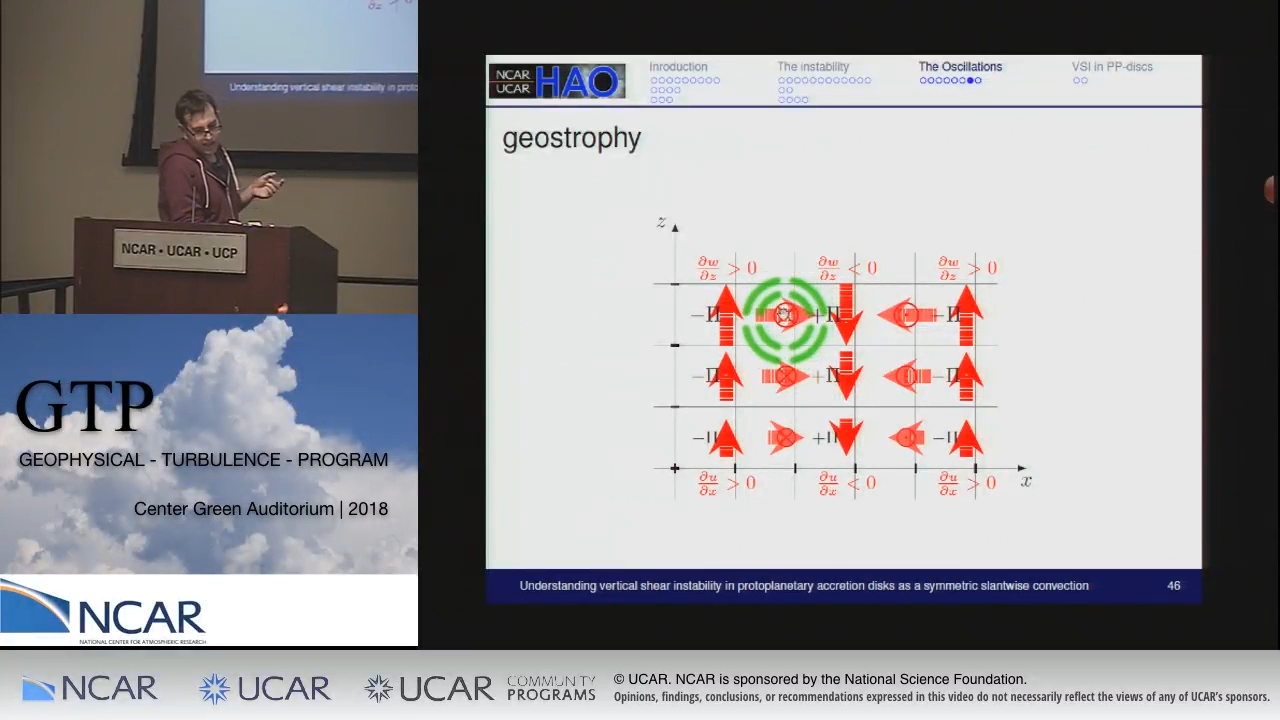 ∂z
Understanding vertical shear instability in proto
NCAR • UCAR • UCP
GTP
GEOPHYSICAL - TURBULENCE - PROGRAM
Center Green Auditorium | 2018
NCAR
NATIONAL CENTER FOR ATMOSPHERIC RESEARCH
NCAR
UCAR
HAO
Inroduction
The instability
The Oscillations
VSI in PP-discs
geostrophy
z
∂w/∂z > 0 ∂w/∂z < 0 ∂w/∂z > 0
−Π +Π −Π
−Π +Π −Π
−Π +Π −Π
∂u/∂x > 0 ∂u/∂x < 0 ∂u/∂x > 0
x
Understanding vertical shear instability in protoplanetary accretion disks as a symmetric slantwise convection 46
NCAR UCAR UCAR COMMUNITY PROGRAMS
© UCAR. NCAR is sponsored by the National Science Foundation.
Opinions, findings, conclusions, or recommendations expressed in this video do not necessarily reflect the views of any of UCAR's sponsors.